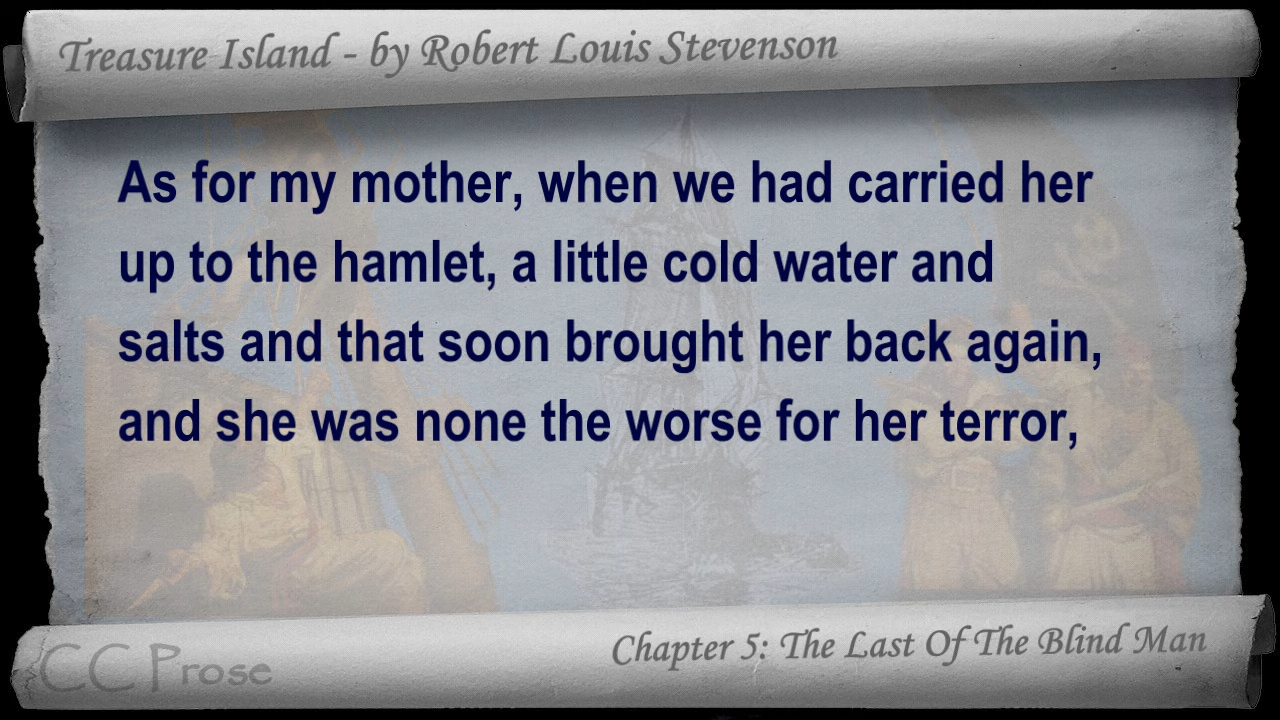 Treasure Island - by Robert Louis Stevenson
As for my mother, when we had carried her
up to the hamlet, a little cold water and
salts and that soon brought her back again,
and she was none the worse for her terror,
Chapter 5: The Last Of The Blind Man
CC Prose